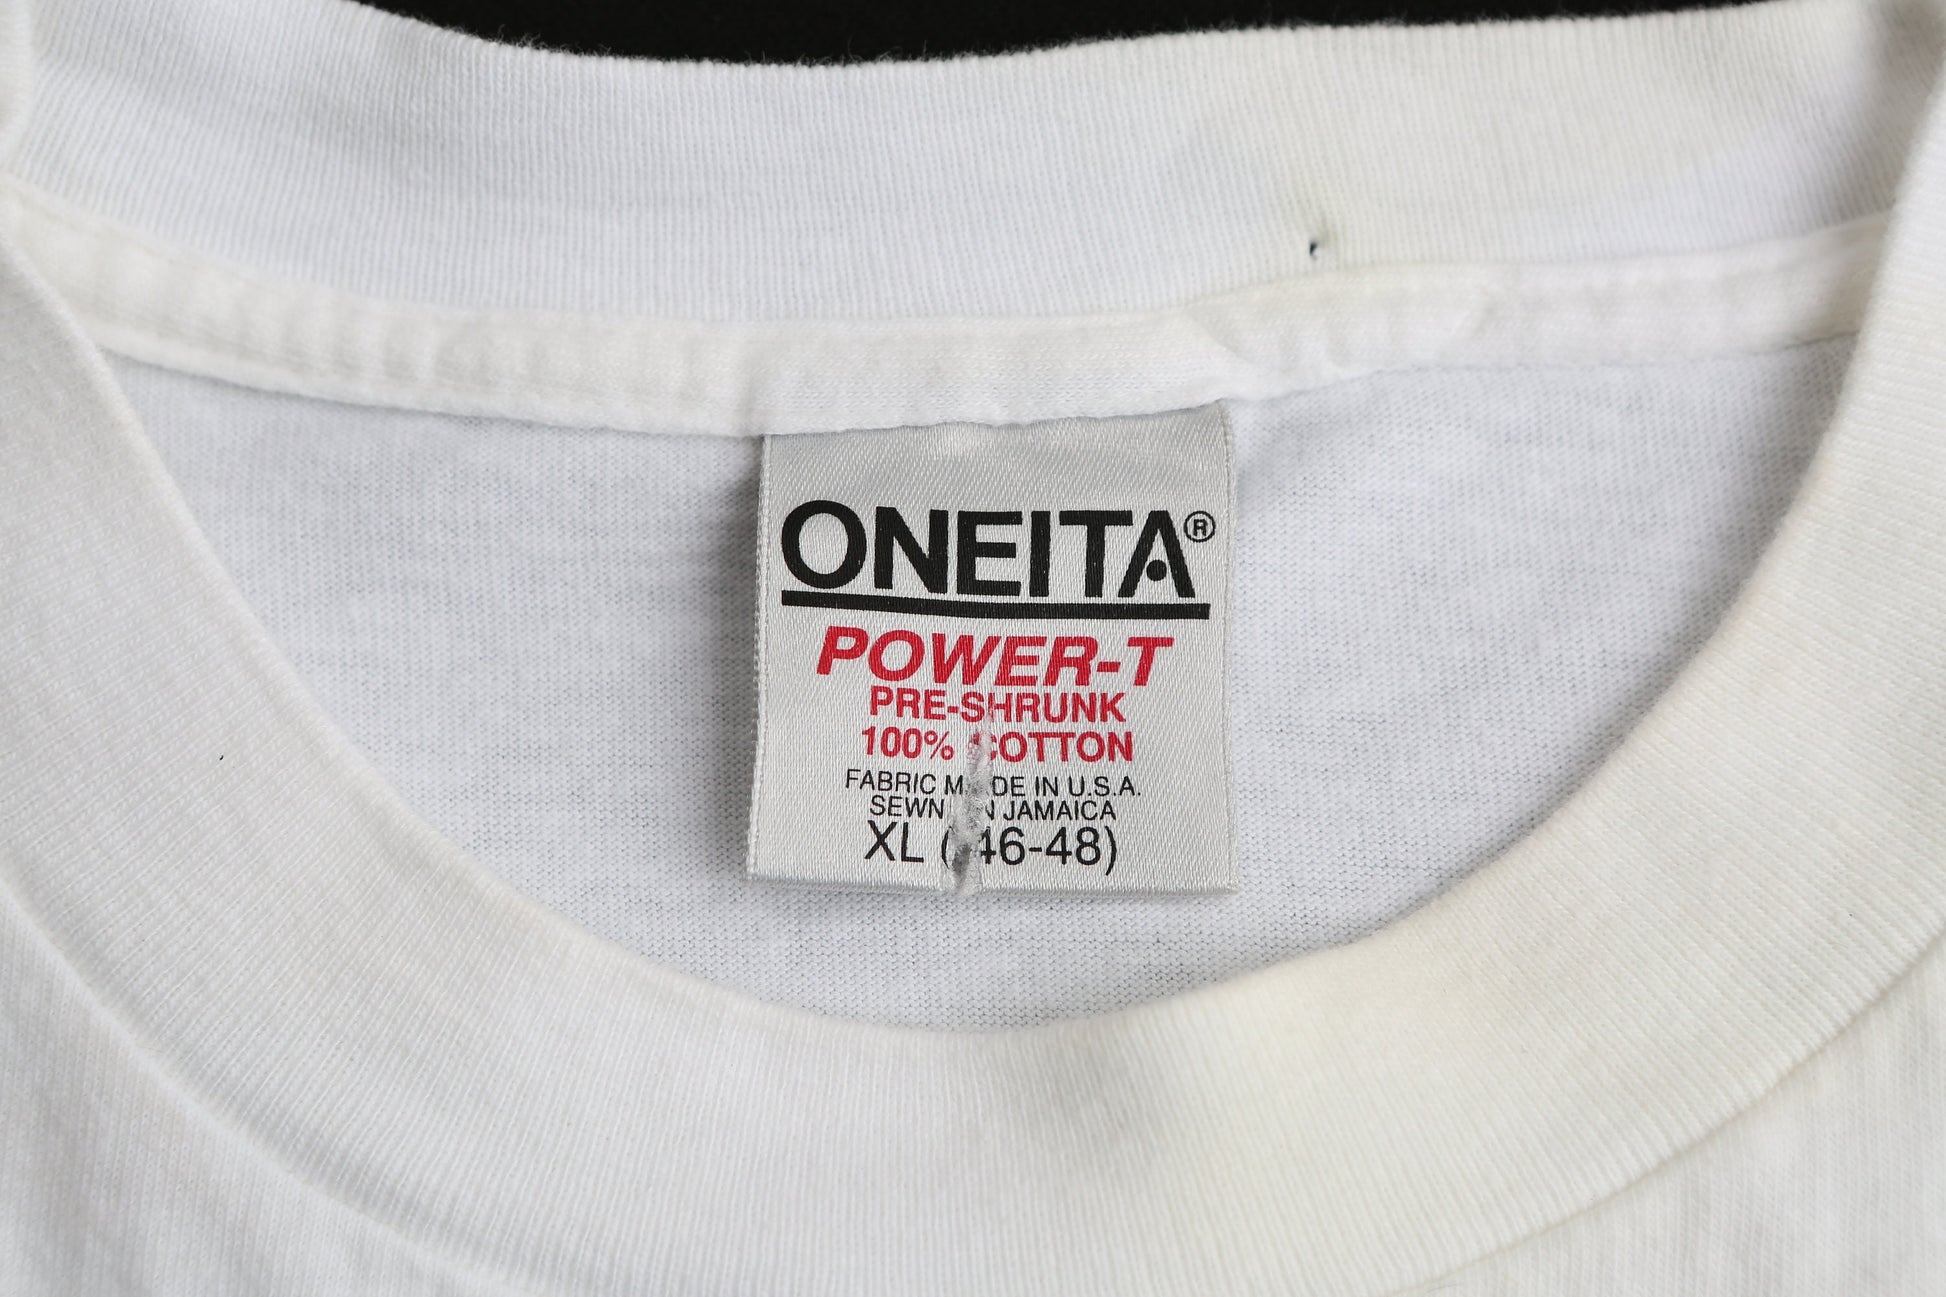 ONEITA®
POWER-T
PRE-SHRUNK
100% COTTON
FABRIC MADE IN U.S.A.
SEWN IN JAMAICA
XL (46-48)